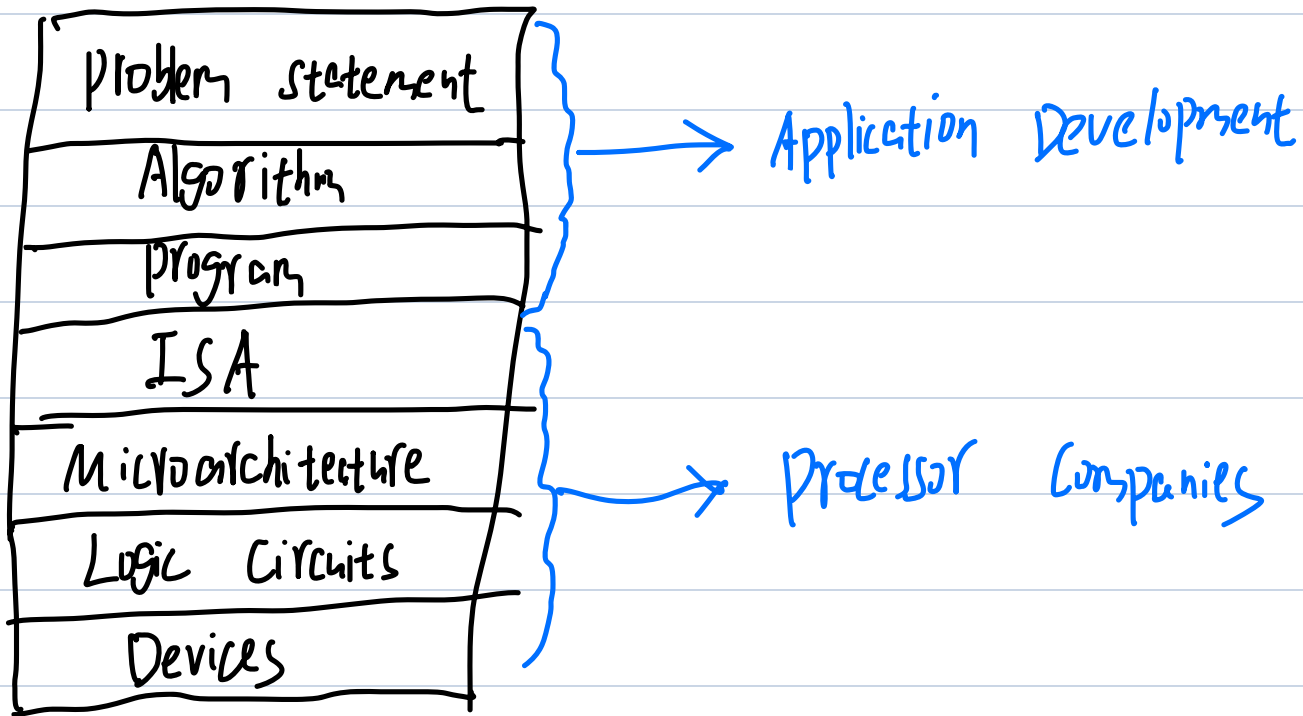 Problem statement
Algorithm
Program
ISA
Microarchitecture
Logic Circuits
Devices
Application Development
Processor Companies